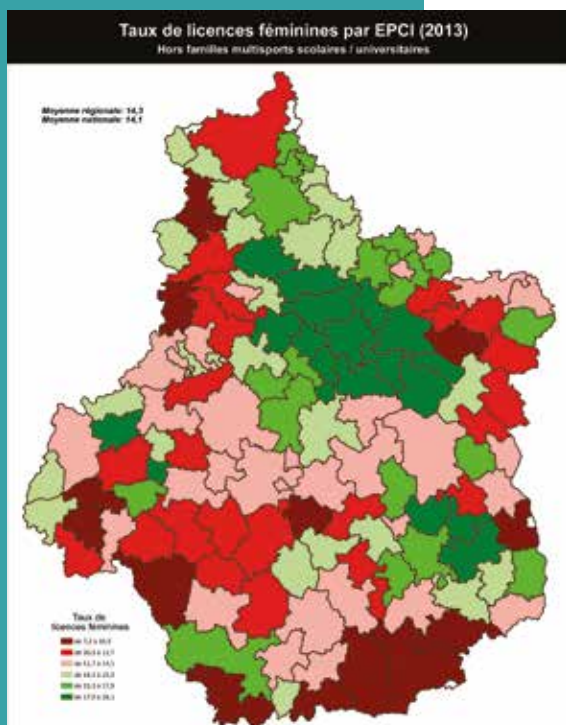 Taux de licences féminines par EPCI (2013)
Hors familles multisports scolaires / universitaires
Moyenne régionale: 14,3
Moyenne nationale: 14,1
Taux de
licences féminines